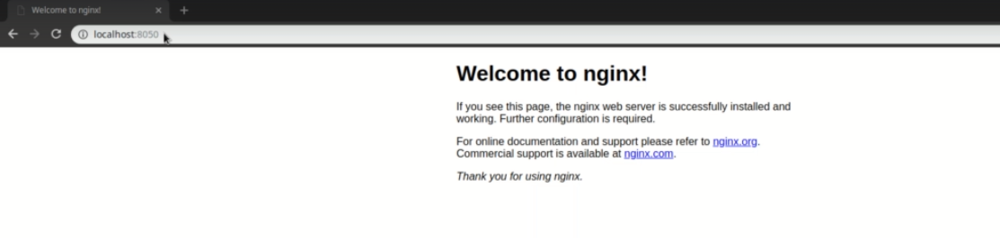 Welcome to nginx!
localhost:8050
Welcome to nginx!
If you see this page, the nginx web server is successfully installed and
working. Further configuration is required.
For online documentation and support please refer to nginx.org.
Commercial support is available at nginx.com.
Thank you for using nginx.